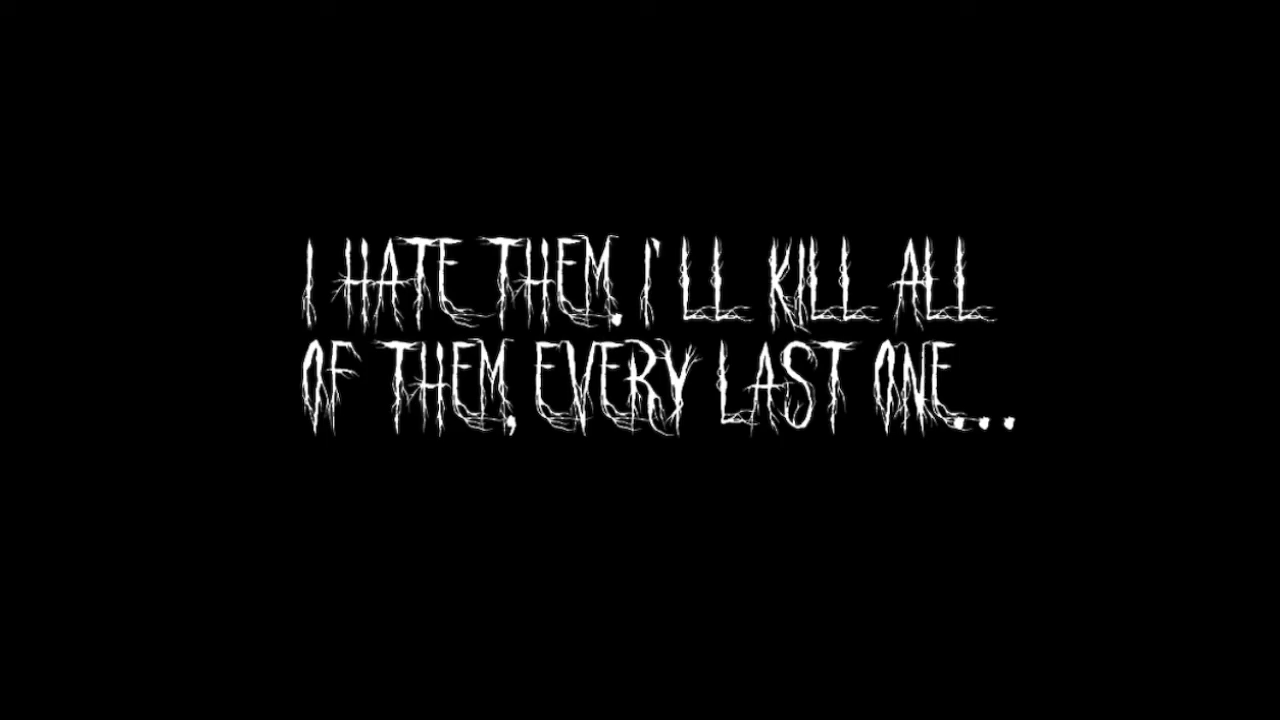 I HATE THEM. I'LL KILL ALL
OF THEM, EVERY LAST ONE...